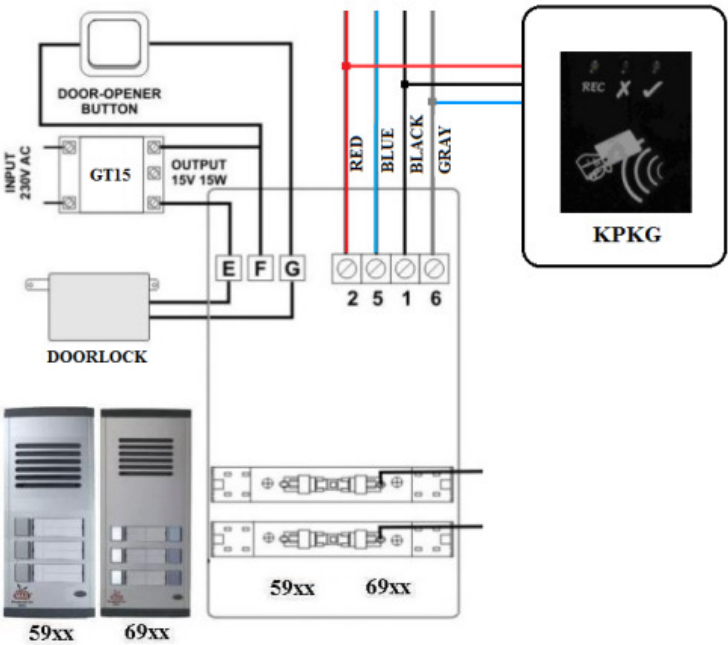 DOOR-OPENER
BUTTON
INPUT
230V AC
GT15
OUTPUT
15V 15W
RED
BLUE
BLACK
GRAY
REC
KPKG
E F G
2 5 1 6
DOORLOCK
59xx 69xx
59xx 69xx